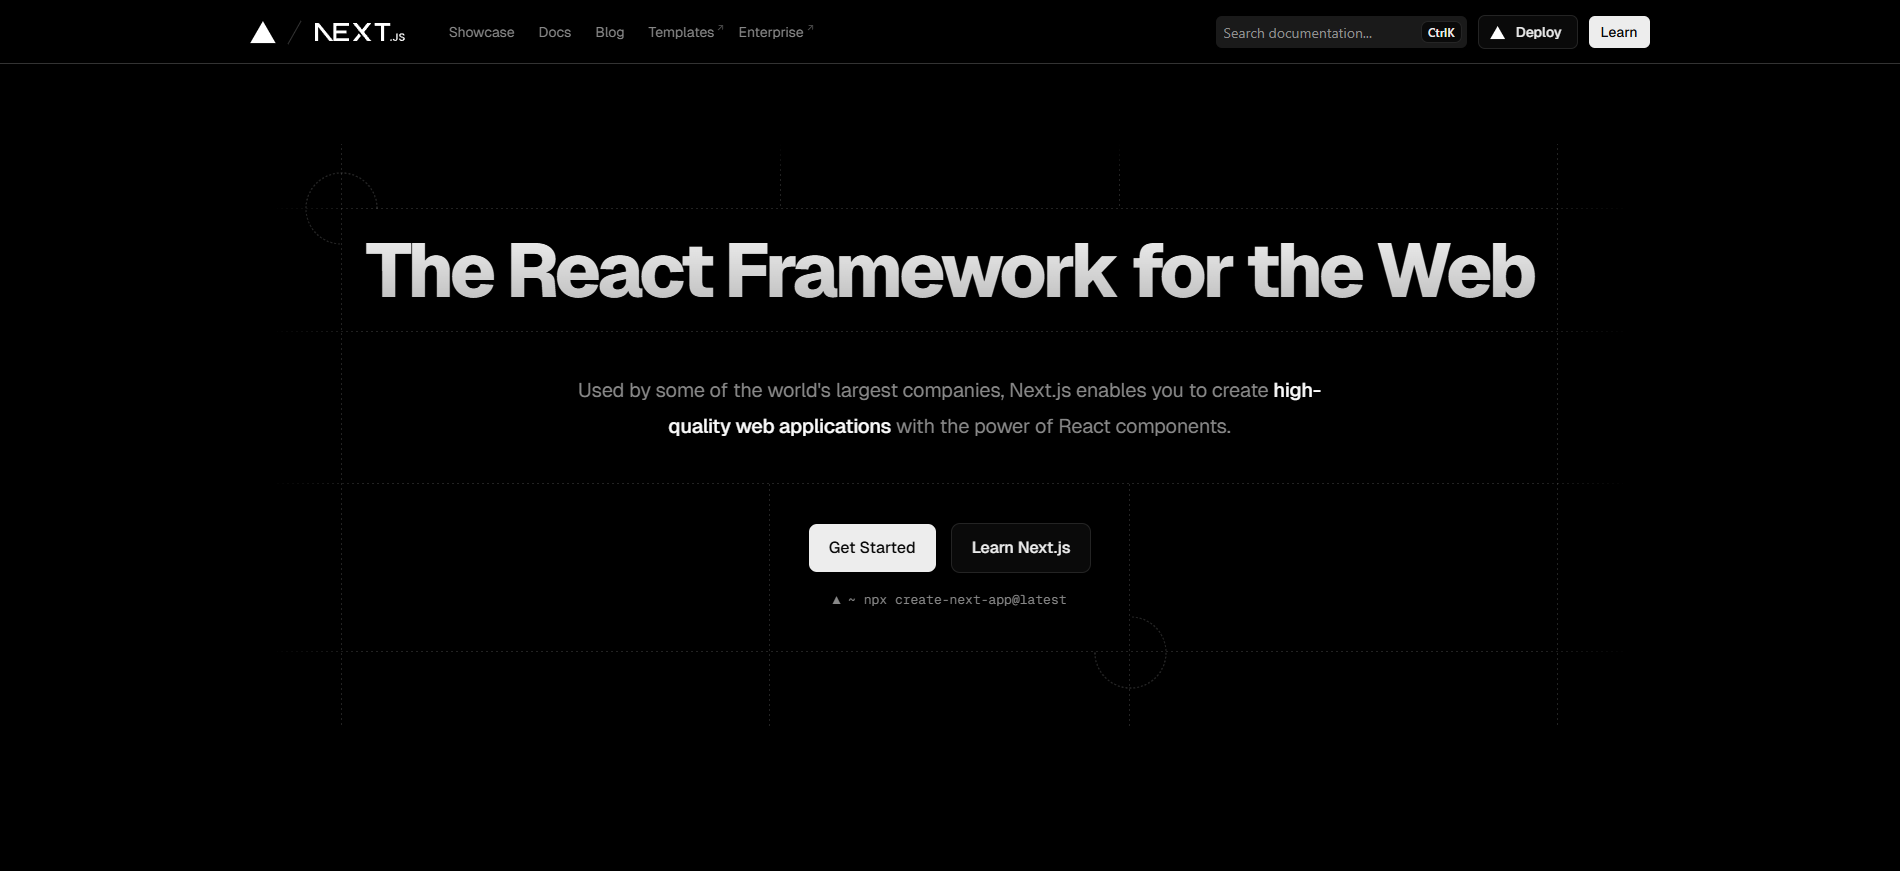 NEXT.JS
Showcase
Docs
Blog
Templates
Enterprise
Search documentation...
CtrlK
Deploy
Learn
The React Framework for the Web
Used by some of the world's largest companies, Next.js enables you to create high-
quality web applications with the power of React components.
Get Started
Learn Next.js
▲ ~ npx create-next-app@latest